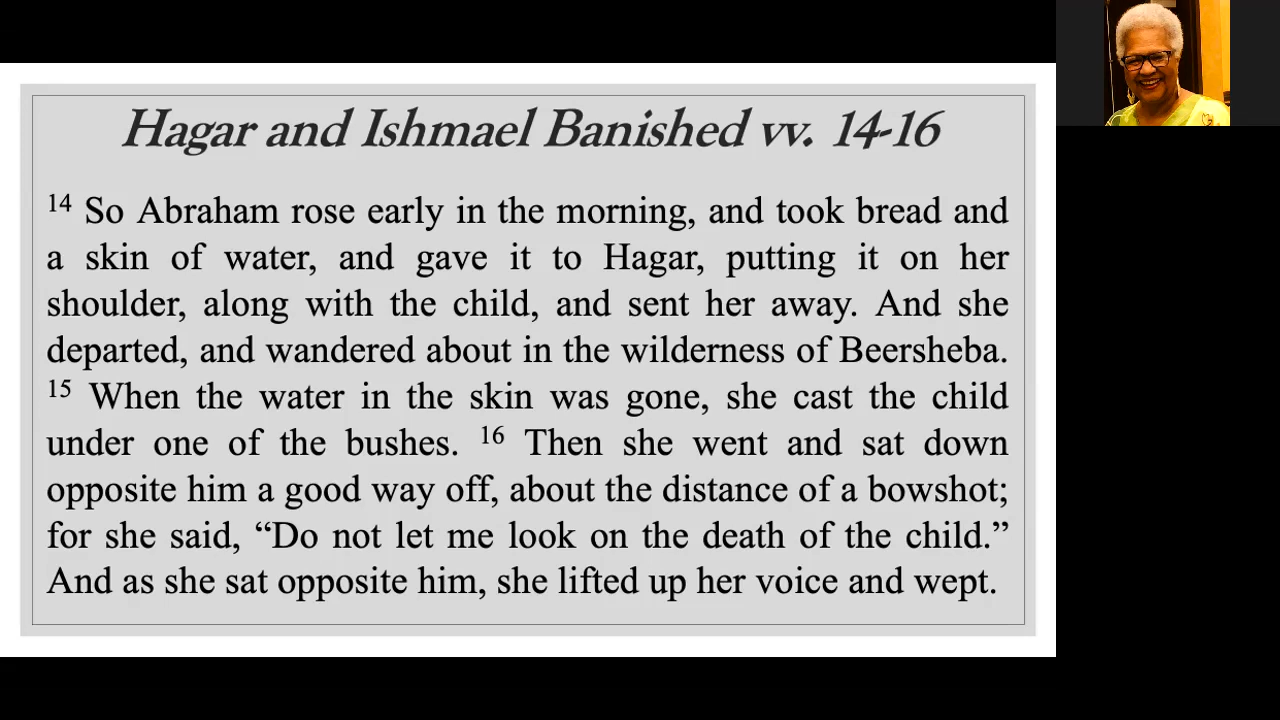 Hagar and Ishmael Banished vv. 14-16
14 So Abraham rose early in the morning, and took bread and
a skin of water, and gave it to Hagar, putting it on her
shoulder, along with the child, and sent her away. And she
departed, and wandered about in the wilderness of Beersheba.
15 When the water in the skin was gone, she cast the child
under one of the bushes. 16 Then she went and sat down
opposite him a good way off, about the distance of a bowshot;
for she said, “Do not let me look on the death of the child.”
And as she sat opposite him, she lifted up her voice and wept.